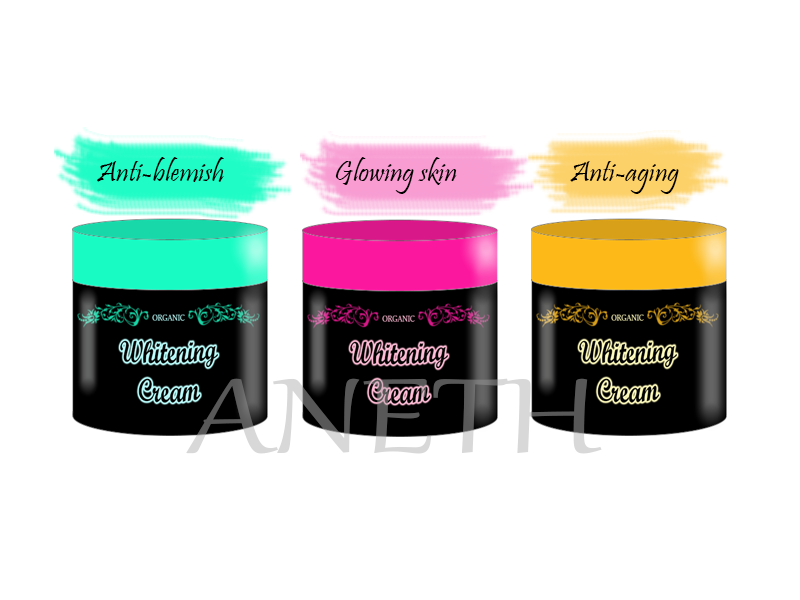 Anti-blemish
Glowing skin
Anti-aging
ORGANIC
Whitening
Cream
ORGANIC
Whitening
Cream
ORGANIC
Whitening
Cream
ANETH